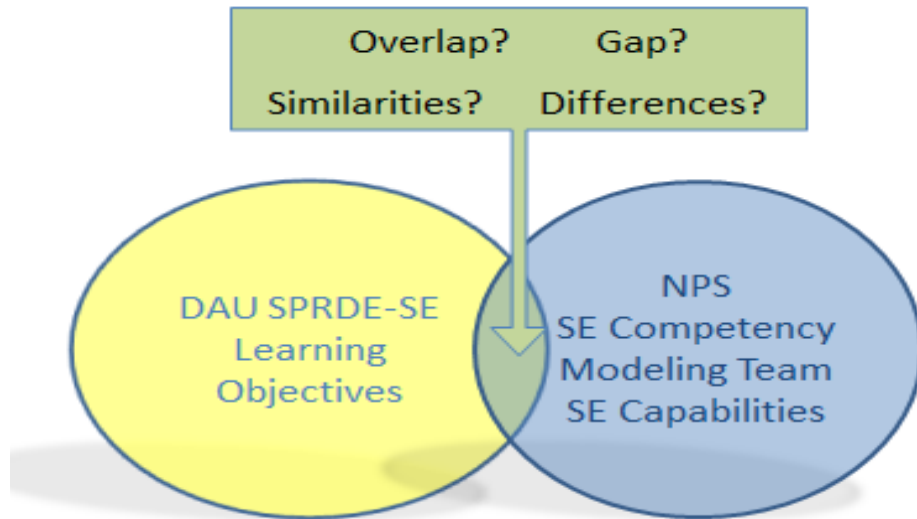 Overlap? Gap?
Similarities? Differences?
DAU SPRDE-SE
Learning
Objectives
NPS
SE Competency
Modeling Team
SE Capabilities